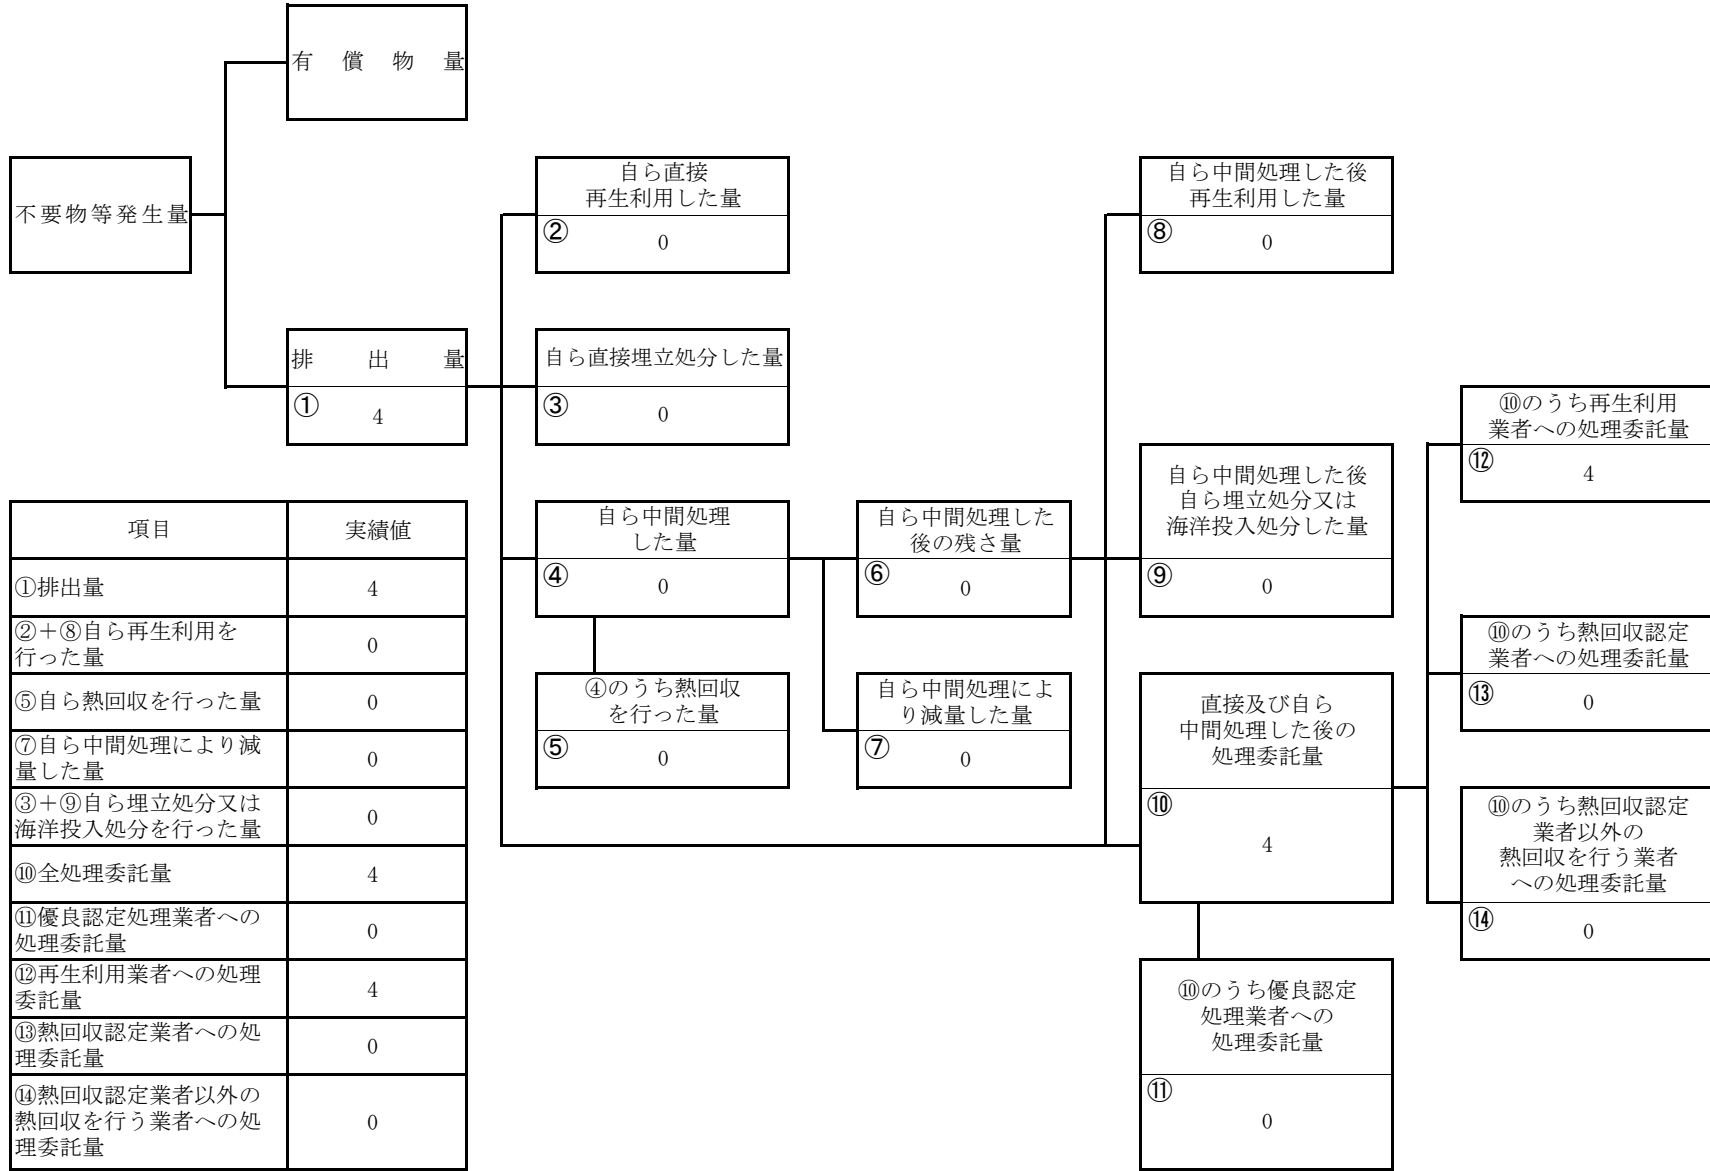 有償物量
不要物等発生量
排出量
① 4
自ら直接
再生利用した量
② 0
自ら直接埋立処分した量
③ 0
自ら中間処理
した量
④ 0
④のうち熱回収
を行った量
⑤ 0
自ら中間処理した
後の残さ量
⑥ 0
自ら中間処理によ
り減量した量
⑦ 0
自ら中間処理した後
再生利用した量
⑧ 0
自ら中間処理した後
自ら埋立処分又は
海洋投入処分した量
⑨ 0
直接及び自ら
中間処理した後の
処理委託量
⑩
4
⑩のうち優良認定
処理業者への
処理委託量
⑪
0
⑩のうち再生利用
業者への処理委託量
⑫ 4
⑩のうち熱回収認定
業者への処理委託量
⑬ 0
⑩のうち熱回収認定
業者以外の
熱回収を行う業者
への処理委託量
⑭ 0
項目 実績値
①排出量 4
②＋⑧自ら再生利用を
行った量 0
⑤自ら熱回収を行った量 0
⑦自ら中間処理により減
量した量 0
③＋⑨自ら埋立処分又は
海洋投入処分を行った量 0
⑩全処理委託量 4
⑪優良認定処理業者への
処理委託量 0
⑫再生利用業者への処理
委託量 4
⑬熱回収認定業者への処
理委託量 0
⑭熱回収認定業者以外の
熱回収を行う業者への処 0
理委託量